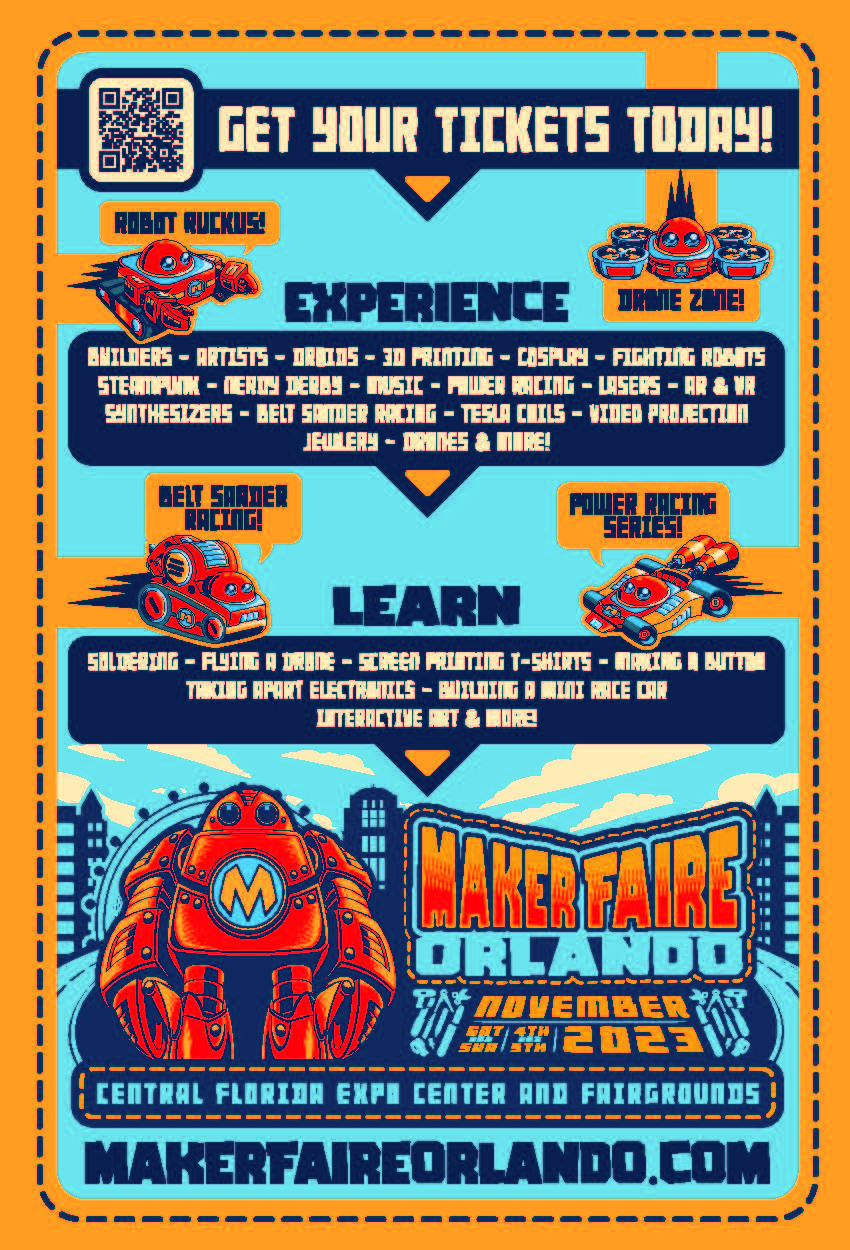 GET YOUR TICKETS TODAY!
ROBOT RUCKUS!
DRONE ZONE!
EXPERIENCE
BUILDERS - ARTISTS - DROIDS - 3D PRINTING - COSPLAY - FIGHTING ROBOTS
STEAMPUNK - NERDY DERBY - MUSIC - POWER RACING - LASERS - AR & VR
SYNTHESIZERS - BELT SANDER RACING - TESLA COILS - VIDEO PROJECTION
JEWLERY - DRONES & MORE!
BELT SANDER
RACING!
POWER RACING
SERIES!
LEARN
SOLDERING - FLYING A DRONE - SCREEN PRINTING T-SHIRTS - MAKING A BUTTON
TAKING APART ELECTRONICS - BUILDING A MINI RACE CAR
INTERACTIVE ART & MORE!
M
MAKER FAIRE
ORLANDO
NOVEMBER
SAT 4TH
SUN 5TH
2023
CENTRAL FLORIDA EXPO CENTER AND FAIRGROUNDS
MAKERFAIREORLANDO.COM